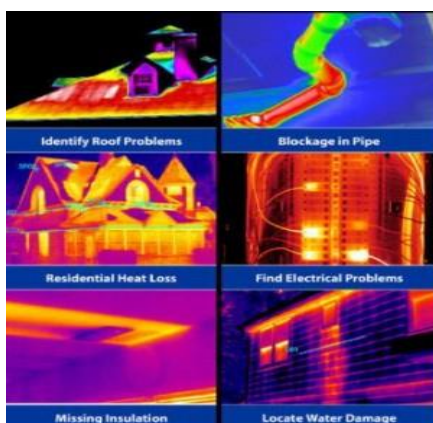 Identify Roof Problems
Blockage in Pipe
Residential Heat Loss
Find Electrical Problems
Missing Insulation
Locate Water Damage